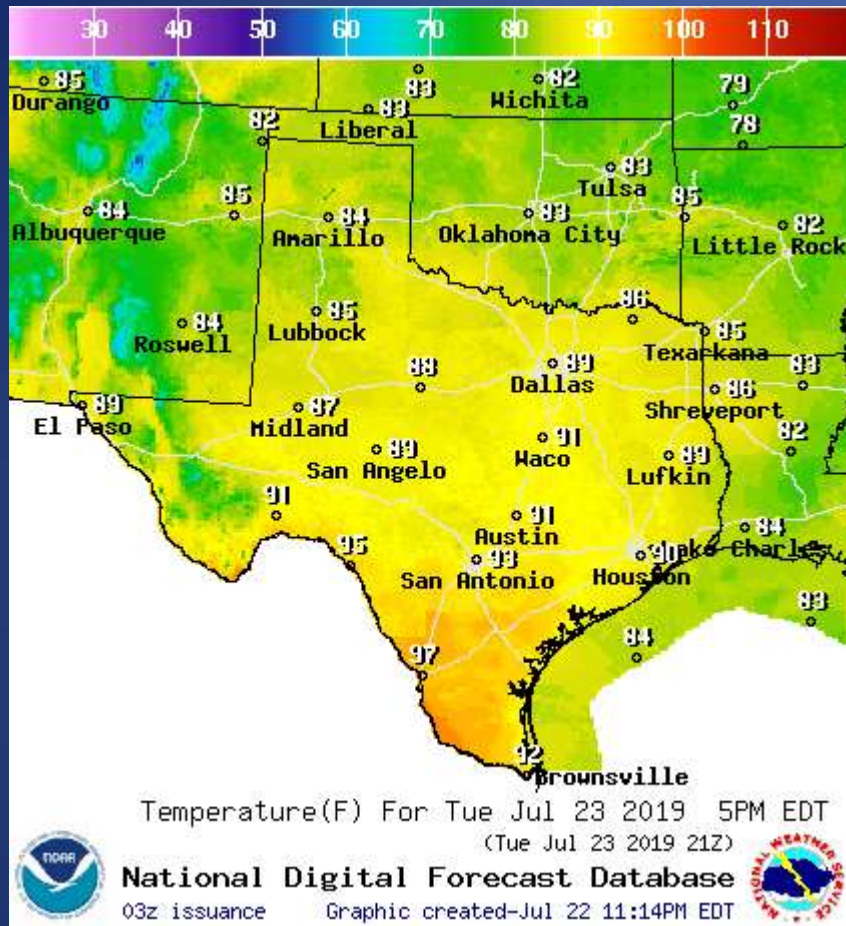 30 40 50 60 70 80 90 100 110
85
Durango
83
82
Wichita
79
83
Liberal
82
78
83
Tulsa
84
Albuquerque
85
84
Amarillo
83
Oklahoma City
85
82
Little Rock
84
Roswell
85
Lubbock
86
85
Texarkana
88
89
Dallas
86
Shreveport
83
89
El Paso
87
Midland
89
San Angelo
91
Waco
89
Lufkin
82
91
91
Austin
84
Lake Charles
95
93
San Antonio
90
Houston
83
97
84
92
Brownsville
Temperature(F) For Tue Jul 23 2019 5PM EDT
(Tue Jul 23 2019 21Z)
National Digital Forecast Database
03z issuance Graphic created-Jul 22 11:14PM EDT
NOAA
NATIONAL WEATHER SERVICE